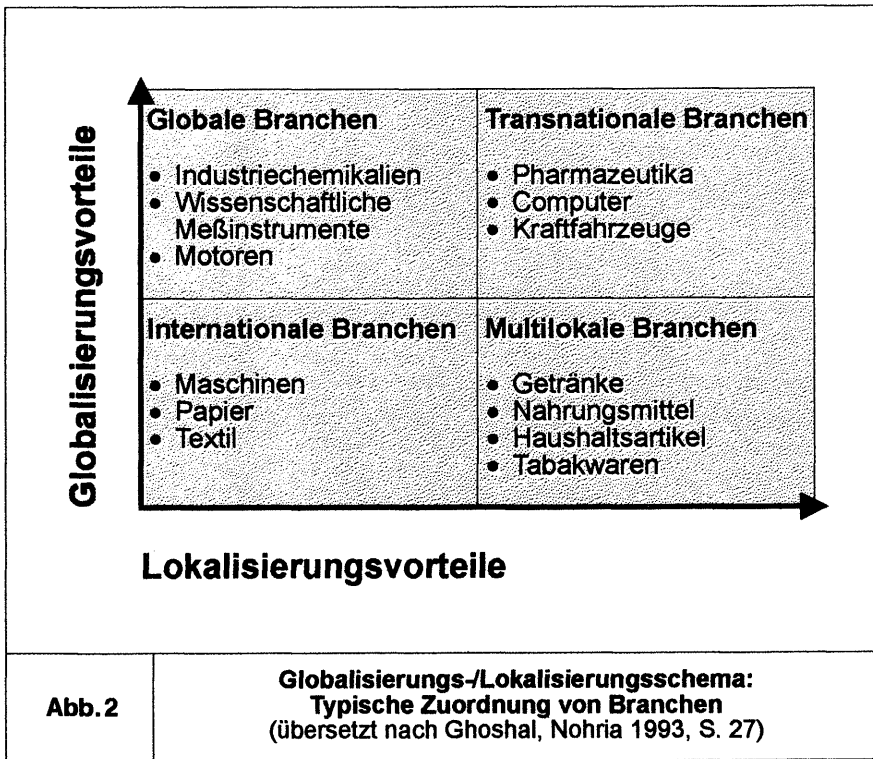 Globalisierungsvorteile
Globale Branchen
• Industriechemikalien
• Wissenschaftliche
Meßinstrumente
• Motoren
Transnationale Branchen
• Pharmazeutika
• Computer
• Kraftfahrzeuge
Internationale Branchen
• Maschinen
• Papier
• Textil
Multilokale Branchen
• Getränke
• Nahrungsmittel
• Haushaltsartikel
• Tabakwaren
Lokalisierungsvorteile
Abb.2
Globalisierungs-/Lokalisierungsschema:
Typische Zuordnung von Branchen
(übersetzt nach Ghoshal, Nohria 1993, S. 27)